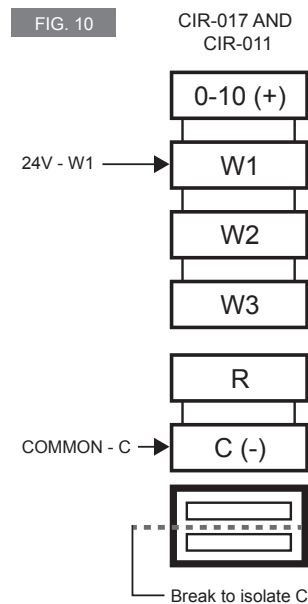 FIG. 10
CIR-017 AND
CIR-011
0-10 (+)
24V - W1
W1
W2
W3
R
COMMON - C
C (-)
Break to isolate C